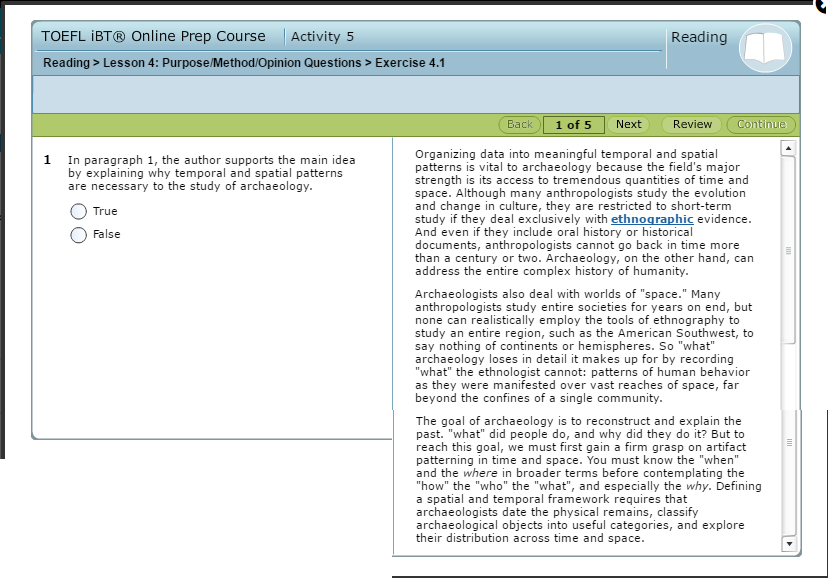 TOEFL iBT® Online Prep Course Activity 5 Reading
Reading > Lesson 4: Purpose/Method/Opinion Questions > Exercise 4.1
Back 1 of 5 Next Review Continue
1 In paragraph 1, the author supports the main idea
by explaining why temporal and spatial patterns
are necessary to the study of archaeology.
True
False
Organizing data into meaningful temporal and spatial
patterns is vital to archaeology because the field's major
strength is its access to tremendous quantities of time and
space. Although many anthropologists study the evolution
and change in culture, they are restricted to short-term
study if they deal exclusively with ethnographic evidence.
And even if they include oral history or historical
documents, anthropologists cannot go back in time more
than a century or two. Archaeology, on the other hand, can
address the entire complex history of humanity.
Archaeologists also deal with worlds of "space." Many
anthropologists study entire societies for years on end, but
none can realistically employ the tools of ethnography to
study an entire region, such as the American Southwest, to
say nothing of continents or hemispheres. So "what"
archaeology loses in detail it makes up for by recording
"what" the ethnologist cannot: patterns of human behavior
as they were manifested over vast reaches of space, far
beyond the confines of a single community.
The goal of archaeology is to reconstruct and explain the
past. "what" did people do, and why did they do it? But to
reach this goal, we must first gain a firm grasp on artifact
patterning in time and space. You must know the "when"
and the where in broader terms before contemplating the
"how" the "who" the "what", and especially the why. Defining
a spatial and temporal framework requires that
archaeologists date the physical remains, classify
archaeological objects into useful categories, and explore
their distribution across time and space.